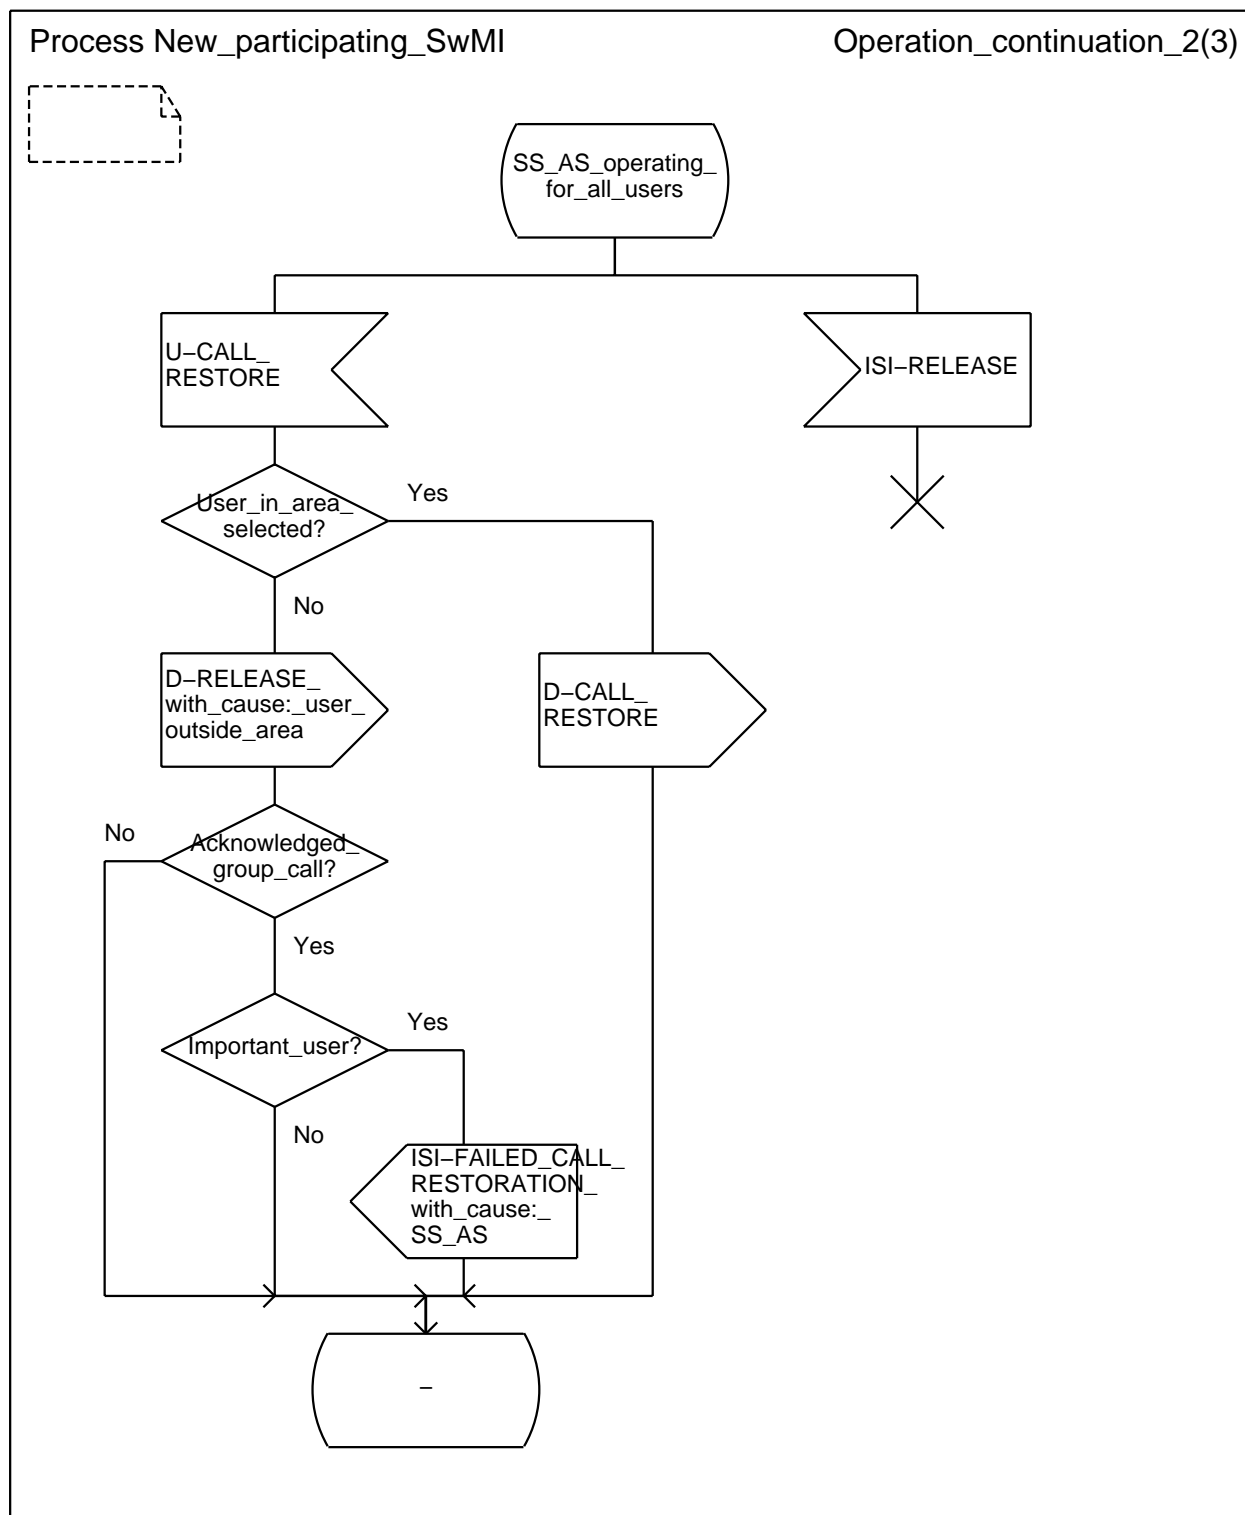 Process New_participating_SwMI
Operation_continuation_2(3)
SS_AS_operating_
for_all_users
U–CALL_
RESTORE
ISI–RELEASE
User_in_area_
selected?
Yes
No
D–RELEASE_
with_cause:_user_
outside_area
D–CALL_
RESTORE
No
Acknowledged_
group_call?
Yes
Important_user?
Yes
No
ISI–FAILED_CALL_
RESTORATION_
with_cause:_
SS_AS
–